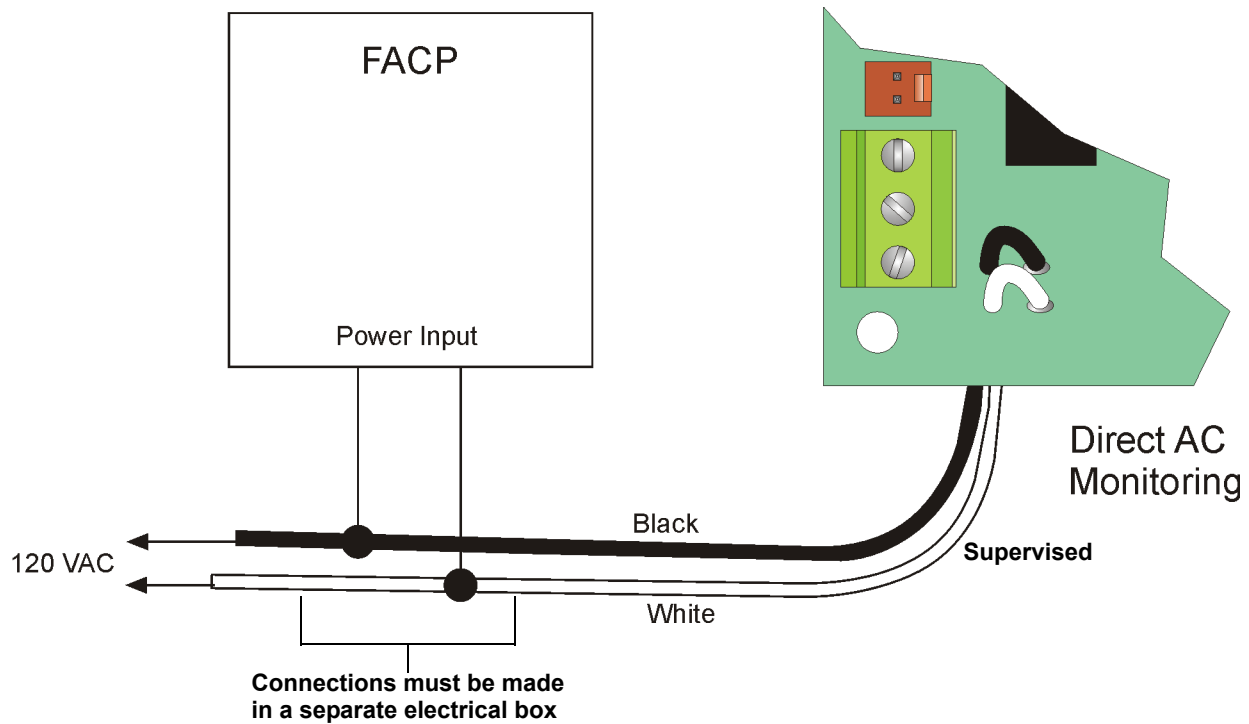 FACP
Power Input
Direct AC
Monitoring
Black
Supervised
120 VAC
White
Connections must be made
in a separate electrical box